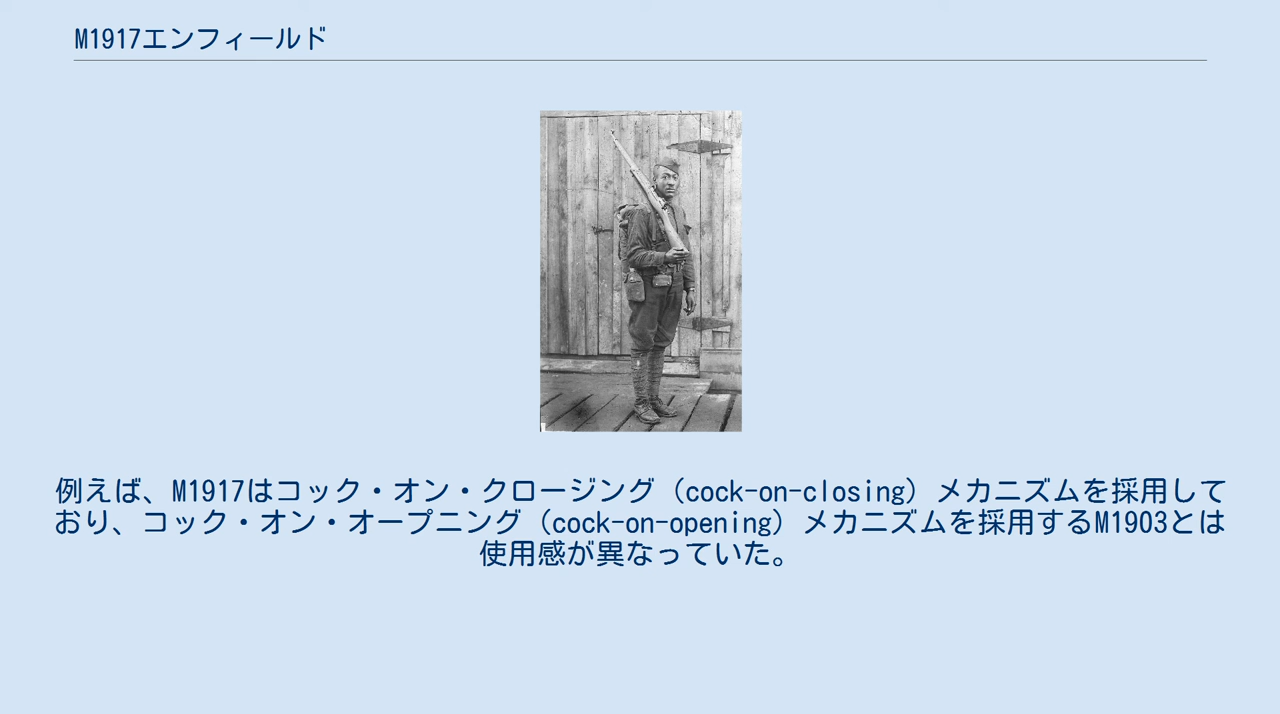 M1917エンフィールド
例えば、M1917はコック・オン・クロージング（cock-on-closing）メカニズムを採用して
おり、コック・オン・オープニング（cock-on-opening）メカニズムを採用するM1903とは
使用感が異なっていた。